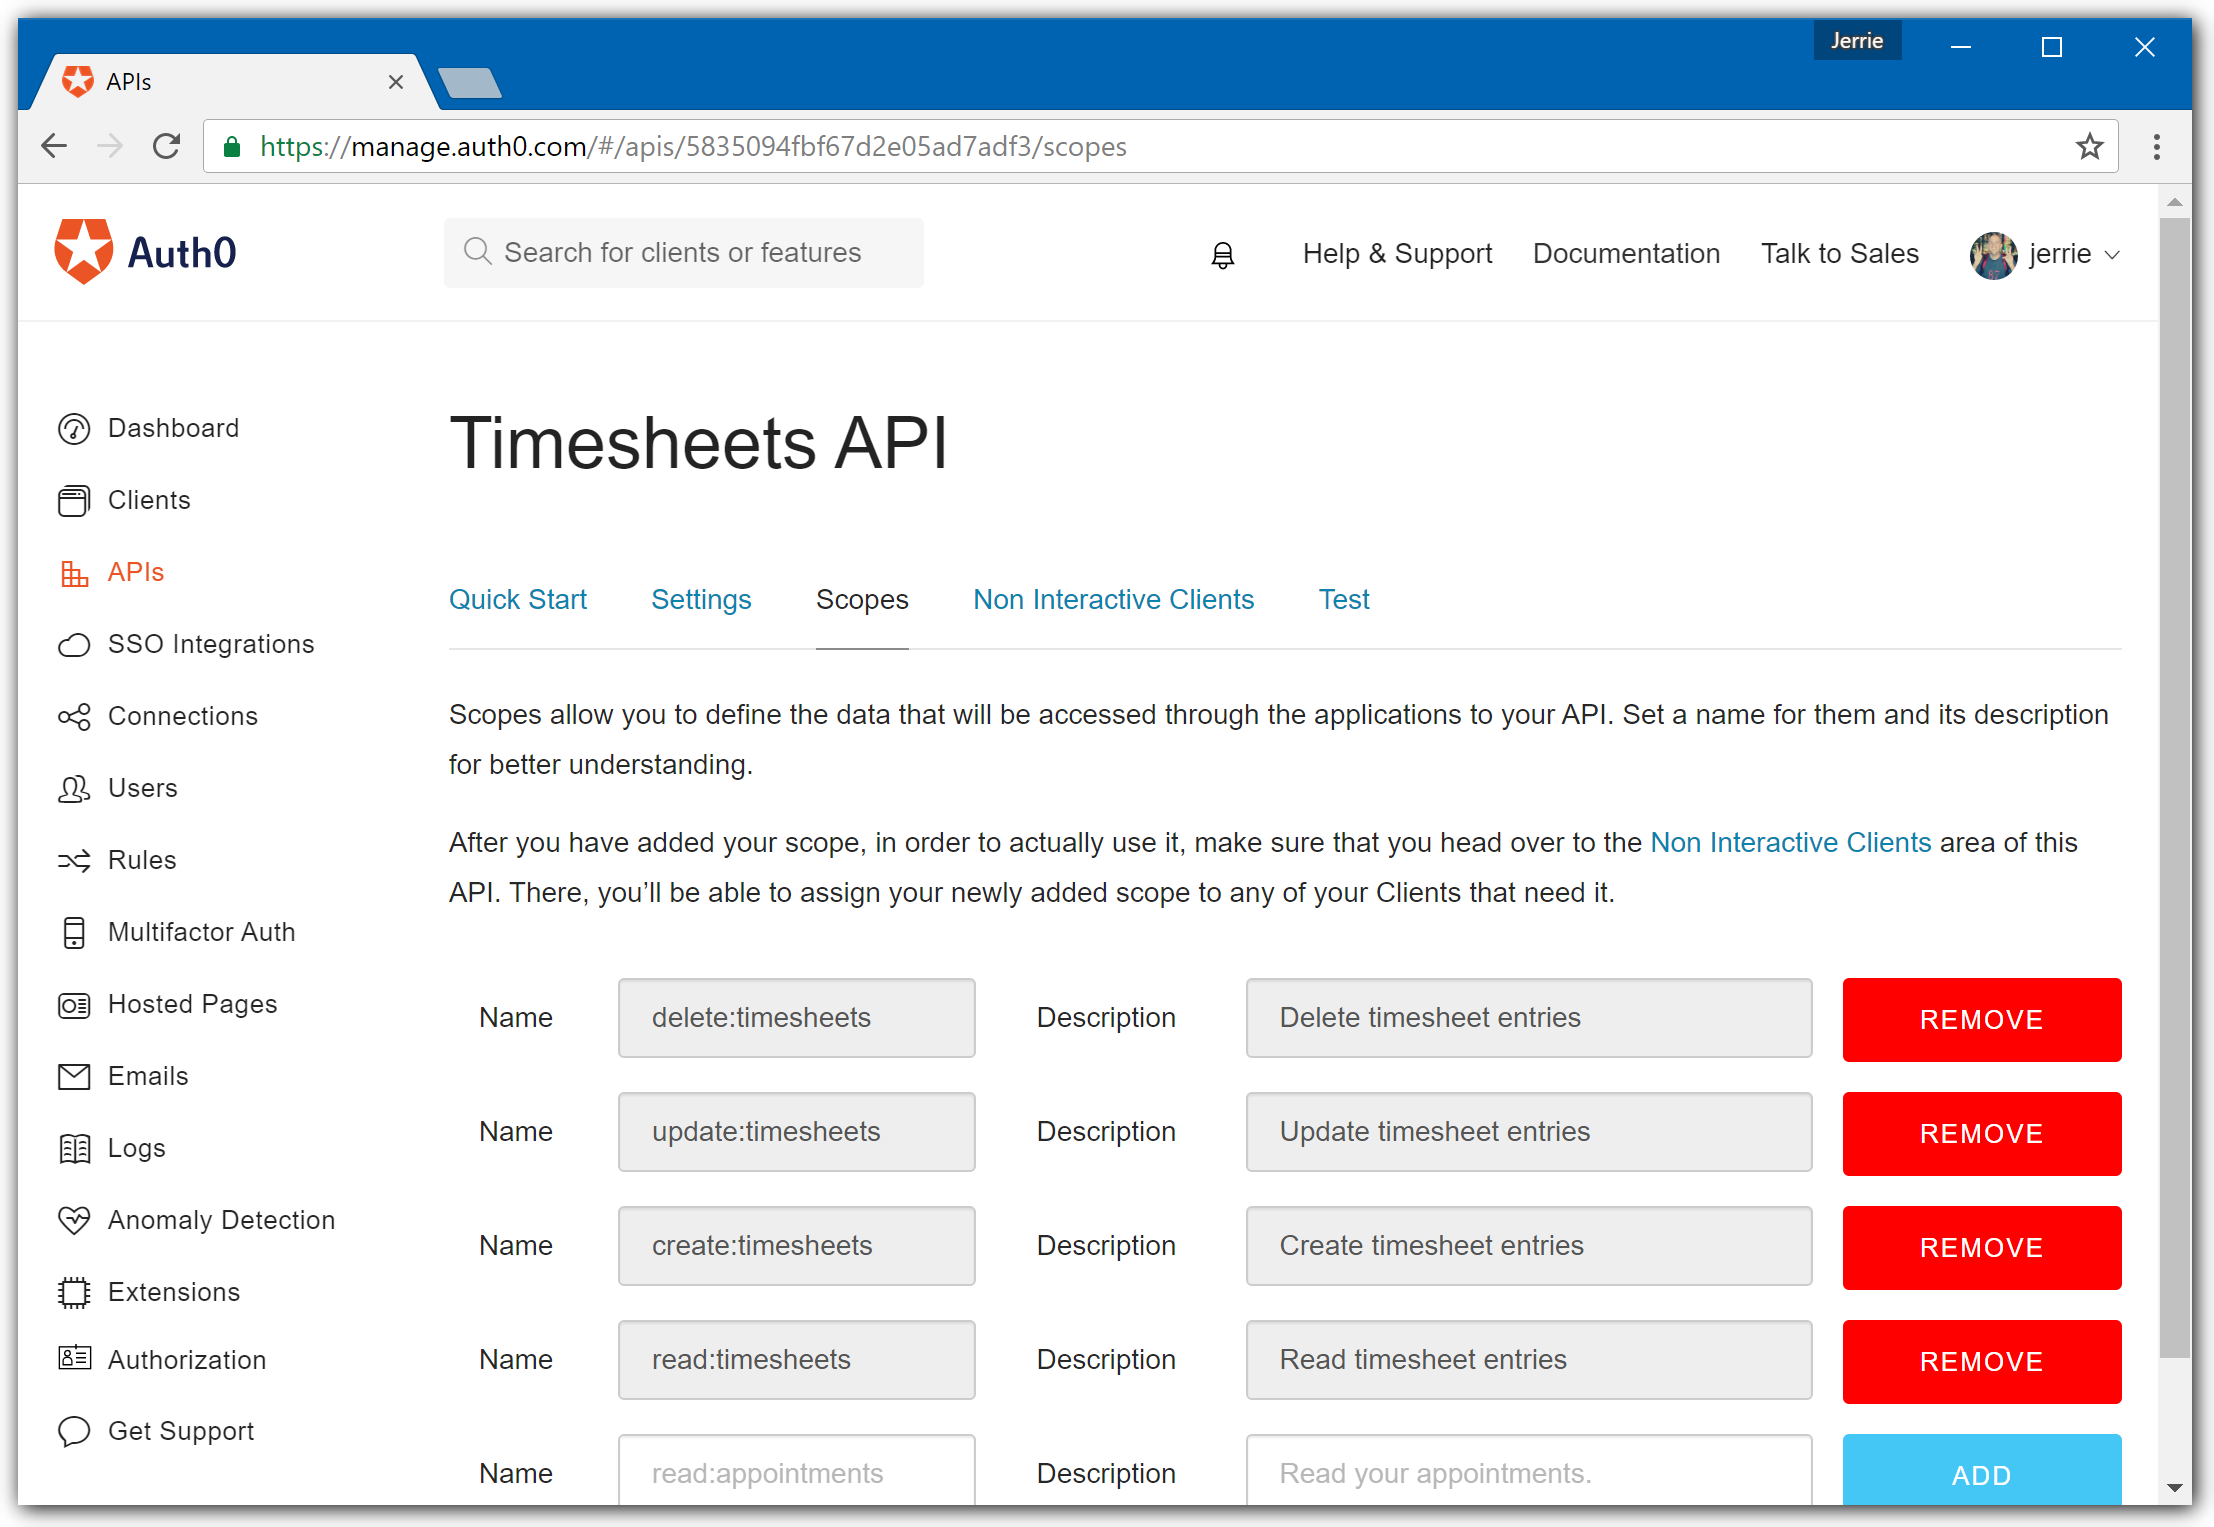 Jerrie
APIs
https://manage.auth0.com/#/apis/5835094fbf67d2e05ad7adf3/scopes
Auth0
Search for clients or features
Help & Support
Documentation
Talk to Sales
jerrie
Dashboard
Clients
APIs
SSO Integrations
Connections
Users
Rules
Multifactor Auth
Hosted Pages
Emails
Logs
Anomaly Detection
Extensions
Authorization
Get Support
Timesheets API
Quick Start Settings Scopes Non Interactive Clients Test
Scopes allow you to define the data that will be accessed through the applications to your API. Set a name for them and its description
for better understanding.
After you have added your scope, in order to actually use it, make sure that you head over to the Non Interactive Clients area of this
API. There, you’ll be able to assign your newly added scope to any of your Clients that need it.
Name delete:timesheets Description Delete timesheet entries REMOVE
Name update:timesheets Description Update timesheet entries REMOVE
Name create:timesheets Description Create timesheet entries REMOVE
Name read:timesheets Description Read timesheet entries REMOVE
Name read:appointments Description Read your appointments. ADD